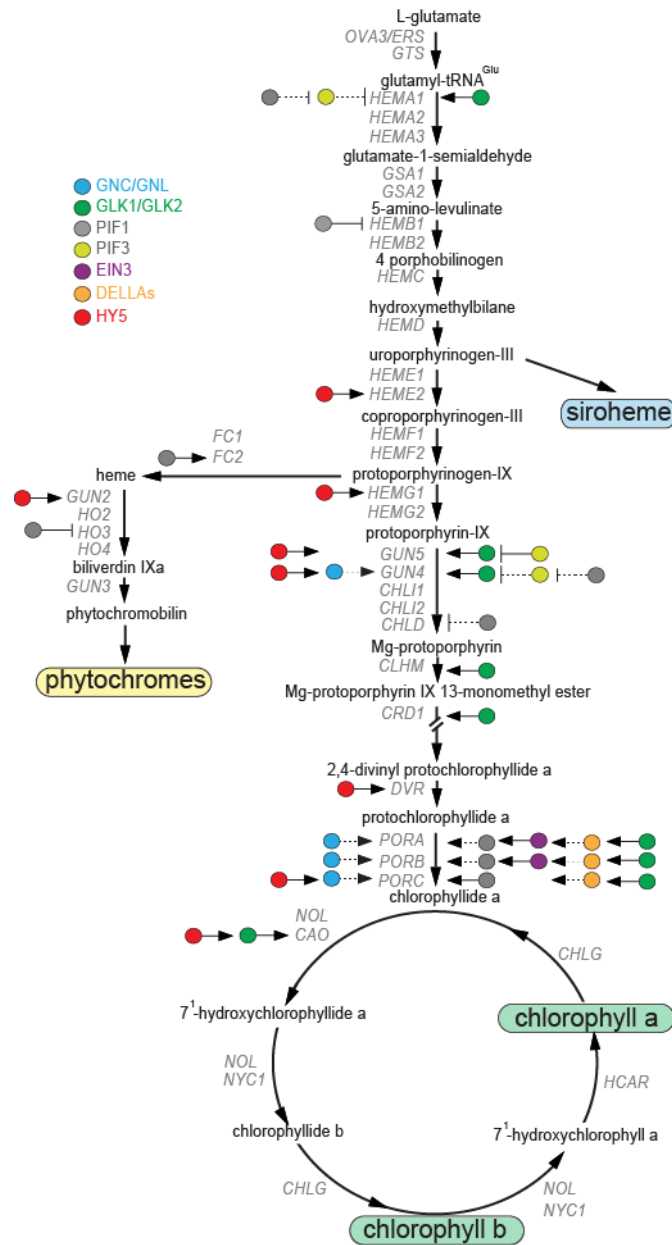 L-glutamate
OVA3/ERS
GTS
glutamyl-tRNAGlu
HEMA1
HEMA2
HEMA3
glutamate-1-semialdehyde
GSA1
GSA2
5-amino-levulinate
HEMB1
HEMB2
4 porphobilinogen
HEMC
hydroxymethylbilane
HEMD
uroporphyrinogen-III
siroheme
HEME1
HEME2
coproporphyrinogen-III
HEMF1
HEMF2
protoporphyrinogen-IX
HEMG1
HEMG2
protoporphyrin-IX
GUN5
GUN4
CHLI1
CHLI2
CHLD
Mg-protoporphyrin
CLHM
Mg-protoporphyrin IX 13-monomethyl ester
CRD1
2,4-divinyl protochlorophyllide a
DVR
protochlorophyllide a
PORA
PORB
PORC
chlorophyllide a
GNC/GNL
GLK1/GLK2
PIF1
PIF3
EIN3
DELLAs
HY5
FC1
FC2
heme
GUN2
HO2
HO3
HO4
biliverdin IXa
GUN3
phytochromobilin
phytochromes
NOL
CAO
7¹-hydroxychlorophyllide a
NOL
NYC1
chlorophyllide b
CHLG
chlorophyll b
NOL
NYC1
7¹-hydroxychlorophyll a
HCAR
chlorophyll a
CHLG